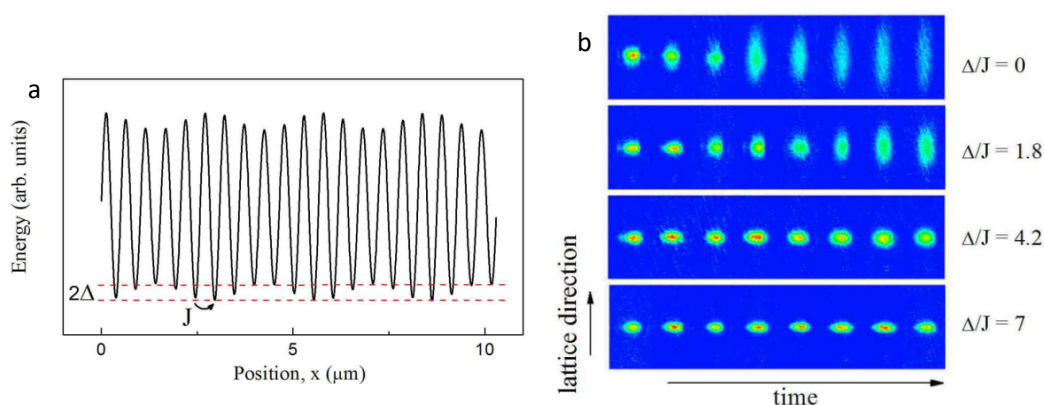 a
Energy (arb. units)
2Δ
J
0
5
10
Position, x (μm)
b
Δ/J = 0
Δ/J = 1.8
Δ/J = 4.2
Δ/J = 7
lattice direction
time